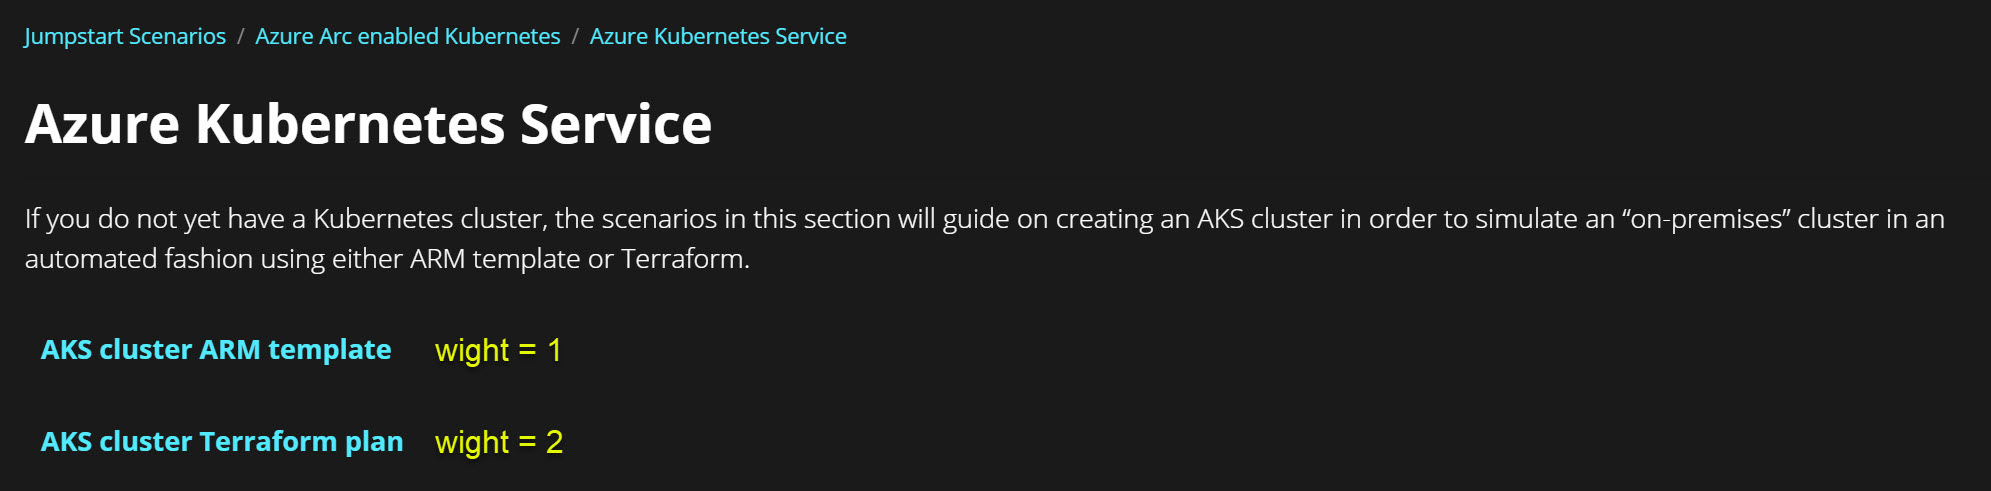 Jumpstart Scenarios / Azure Arc enabled Kubernetes / Azure Kubernetes Service
Azure Kubernetes Service
If you do not yet have a Kubernetes cluster, the scenarios in this section will guide on creating an AKS cluster in order to simulate an “on-premises” cluster in an
automated fashion using either ARM template or Terraform.
AKS cluster ARM template wight = 1
AKS cluster Terraform plan wight = 2